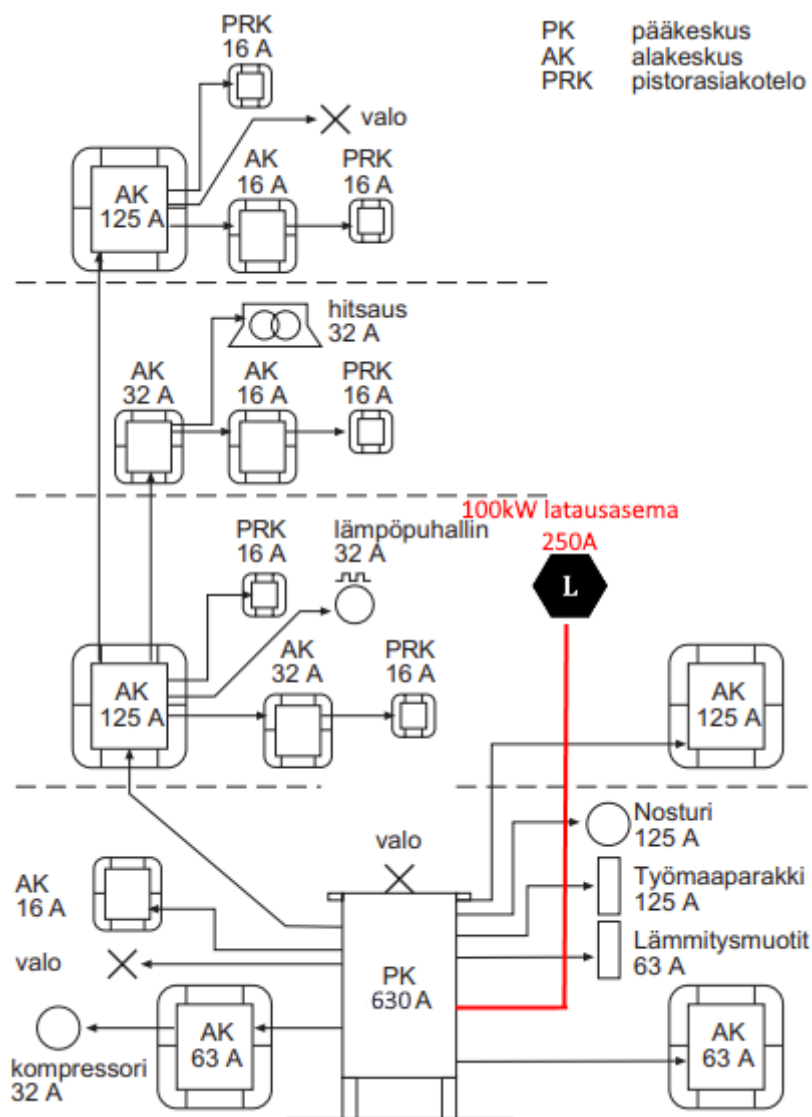 PK pääkeskus
AK alakeskus
PRK pistorasiakotelo
PRK
16 A
valo
AK
125 A
AK
16 A
PRK
16 A
hitsaus
32 A
AK
32 A
AK
16 A
PRK
16 A
100kW latausasema
250A
L
PRK
16 A
lämpöpuhallin
32 A
AK
125 A
AK
32 A
PRK
16 A
AK
125 A
valo
Nosturi
125 A
AK
16 A
Työmaaparakki
125 A
valo
Lämmitysmuotit
63 A
PK
630 A
kompressori
32 A
AK
63 A
AK
63 A